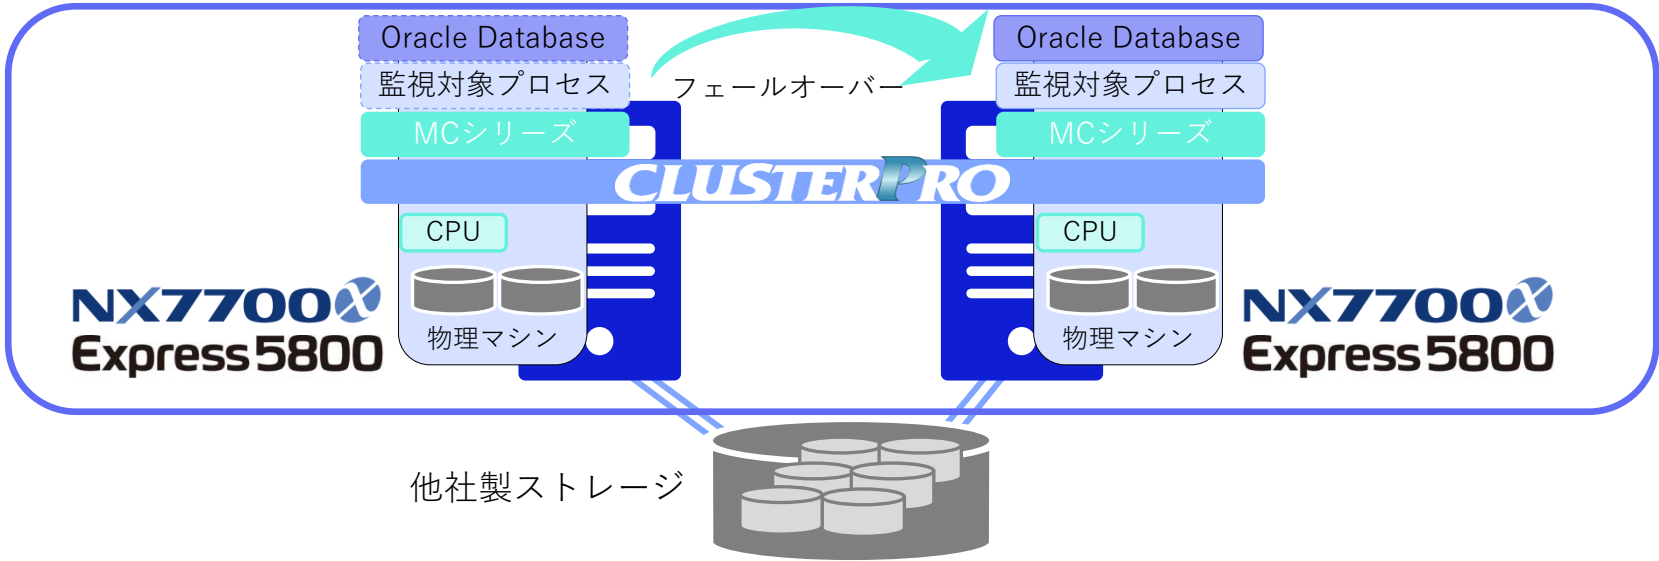 Oracle Database
監視対象プロセス
MCシリーズ
フェールオーバー
Oracle Database
監視対象プロセス
MCシリーズ
CLUSTERPRO
CPU
物理マシン
NX7700x
Express5800
CPU
物理マシン
NX7700x
Express5800
他社製ストレージ